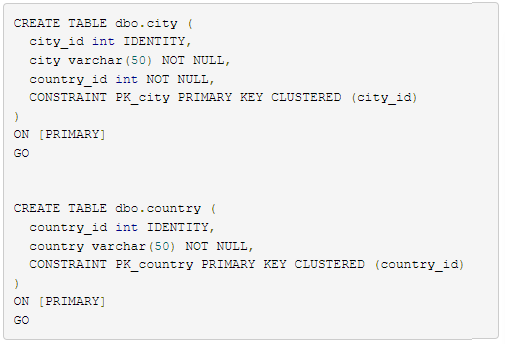 CREATE TABLE dbo.city (
  city_id int IDENTITY,
  city varchar(50) NOT NULL,
  country_id int NOT NULL,
  CONSTRAINT PK_city PRIMARY KEY CLUSTERED (city_id)
)
ON [PRIMARY]
GO
CREATE TABLE dbo.country (
  country_id int IDENTITY,
  country varchar(50) NOT NULL,
  CONSTRAINT PK_country PRIMARY KEY CLUSTERED (country_id)
)
ON [PRIMARY]
GO